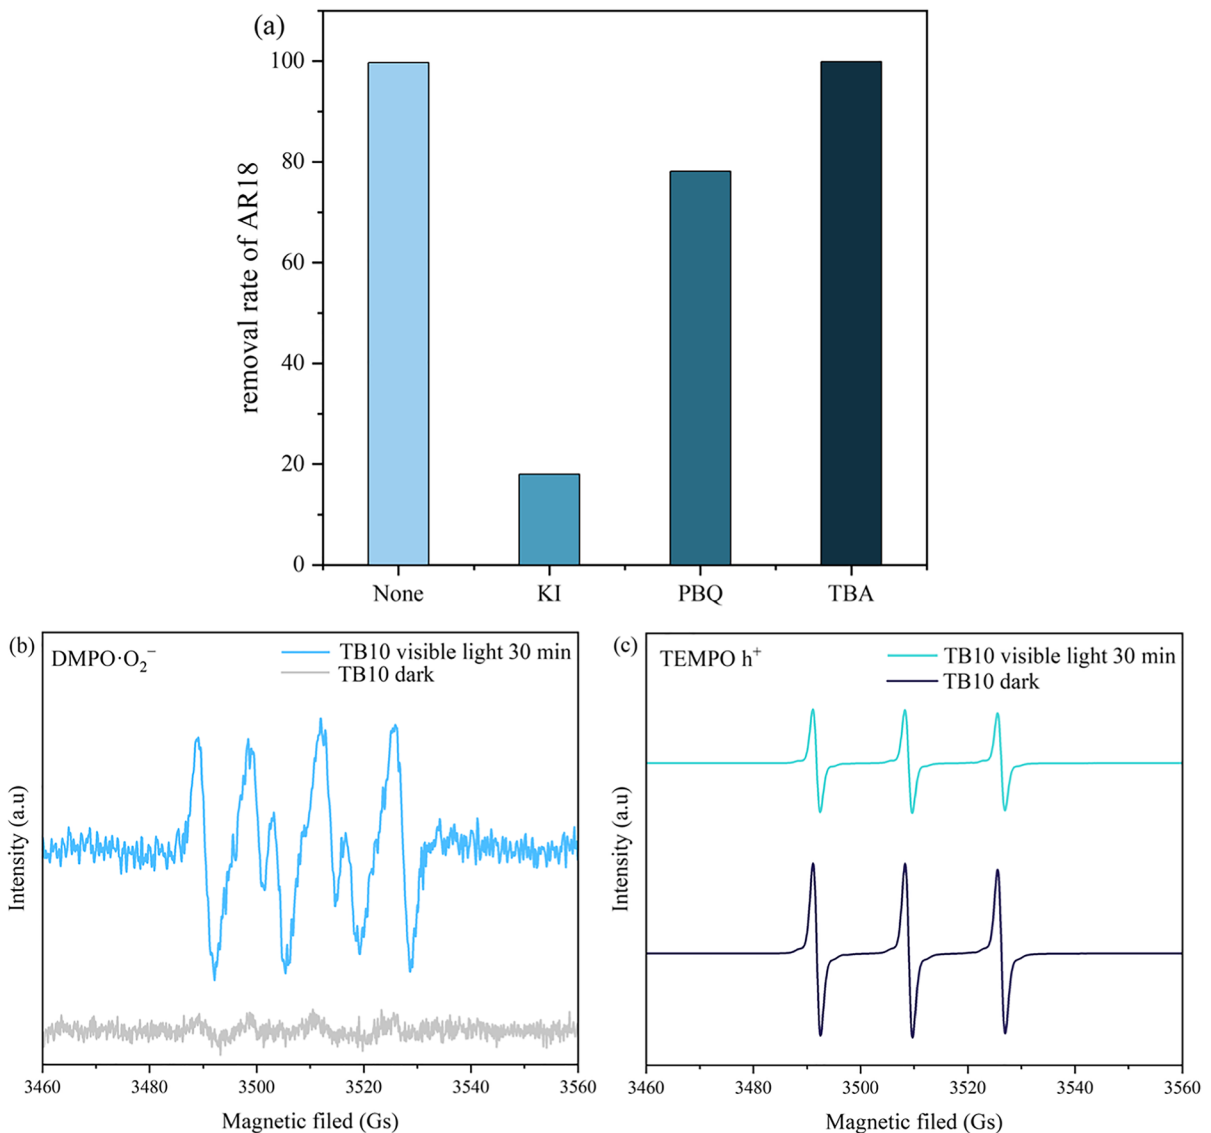 (a)
removal rate of AR18
100
80
60
40
20
0
None KI PBQ TBA
(b)
DMPO·O₂⁻
TB10 visible light 30 min
TB10 dark
Intensity (a.u)
3460 3480 3500 3520 3540 3560
Magnetic filed (Gs)
(c)
TEMPO h⁺
TB10 visible light 30 min
TB10 dark
Intensity (a.u)
3460 3480 3500 3520 3540 3560
Magnetic filed (Gs)